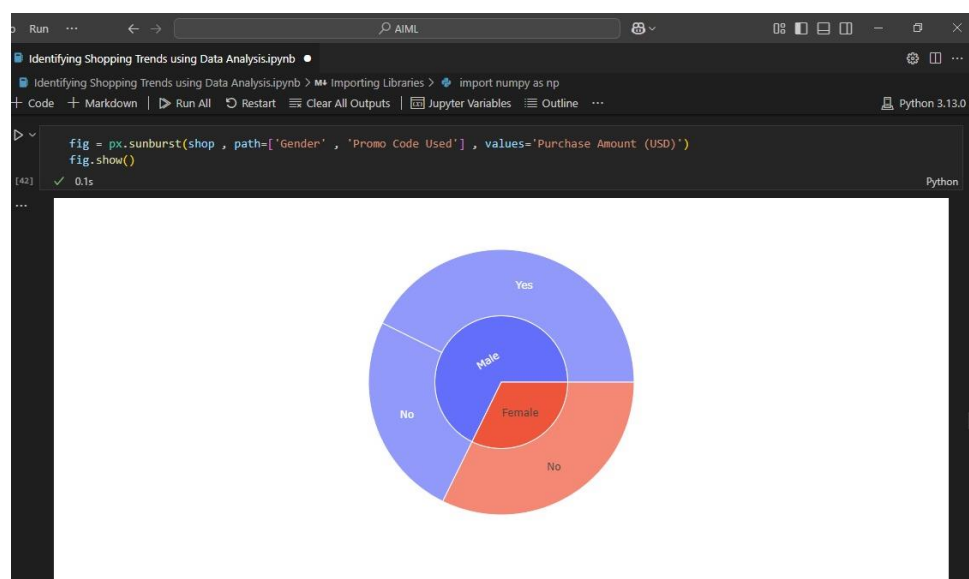 Run ... AIML
Identifying Shopping Trends using Data Analysis.ipynb
Identifying Shopping Trends using Data Analysis.ipynb > M↓ Importing Libraries > import numpy as np
+ Code + Markdown | Run All Restart Clear All Outputs | Jupyter Variables Outline ... Python 3.13.0
fig = px.sunburst(shop , path=['Gender' , 'Promo Code Used'] , values='Purchase Amount (USD)')
fig.show()
[42] ✓ 0.1s Python
...
Yes
Male
No
Female
No